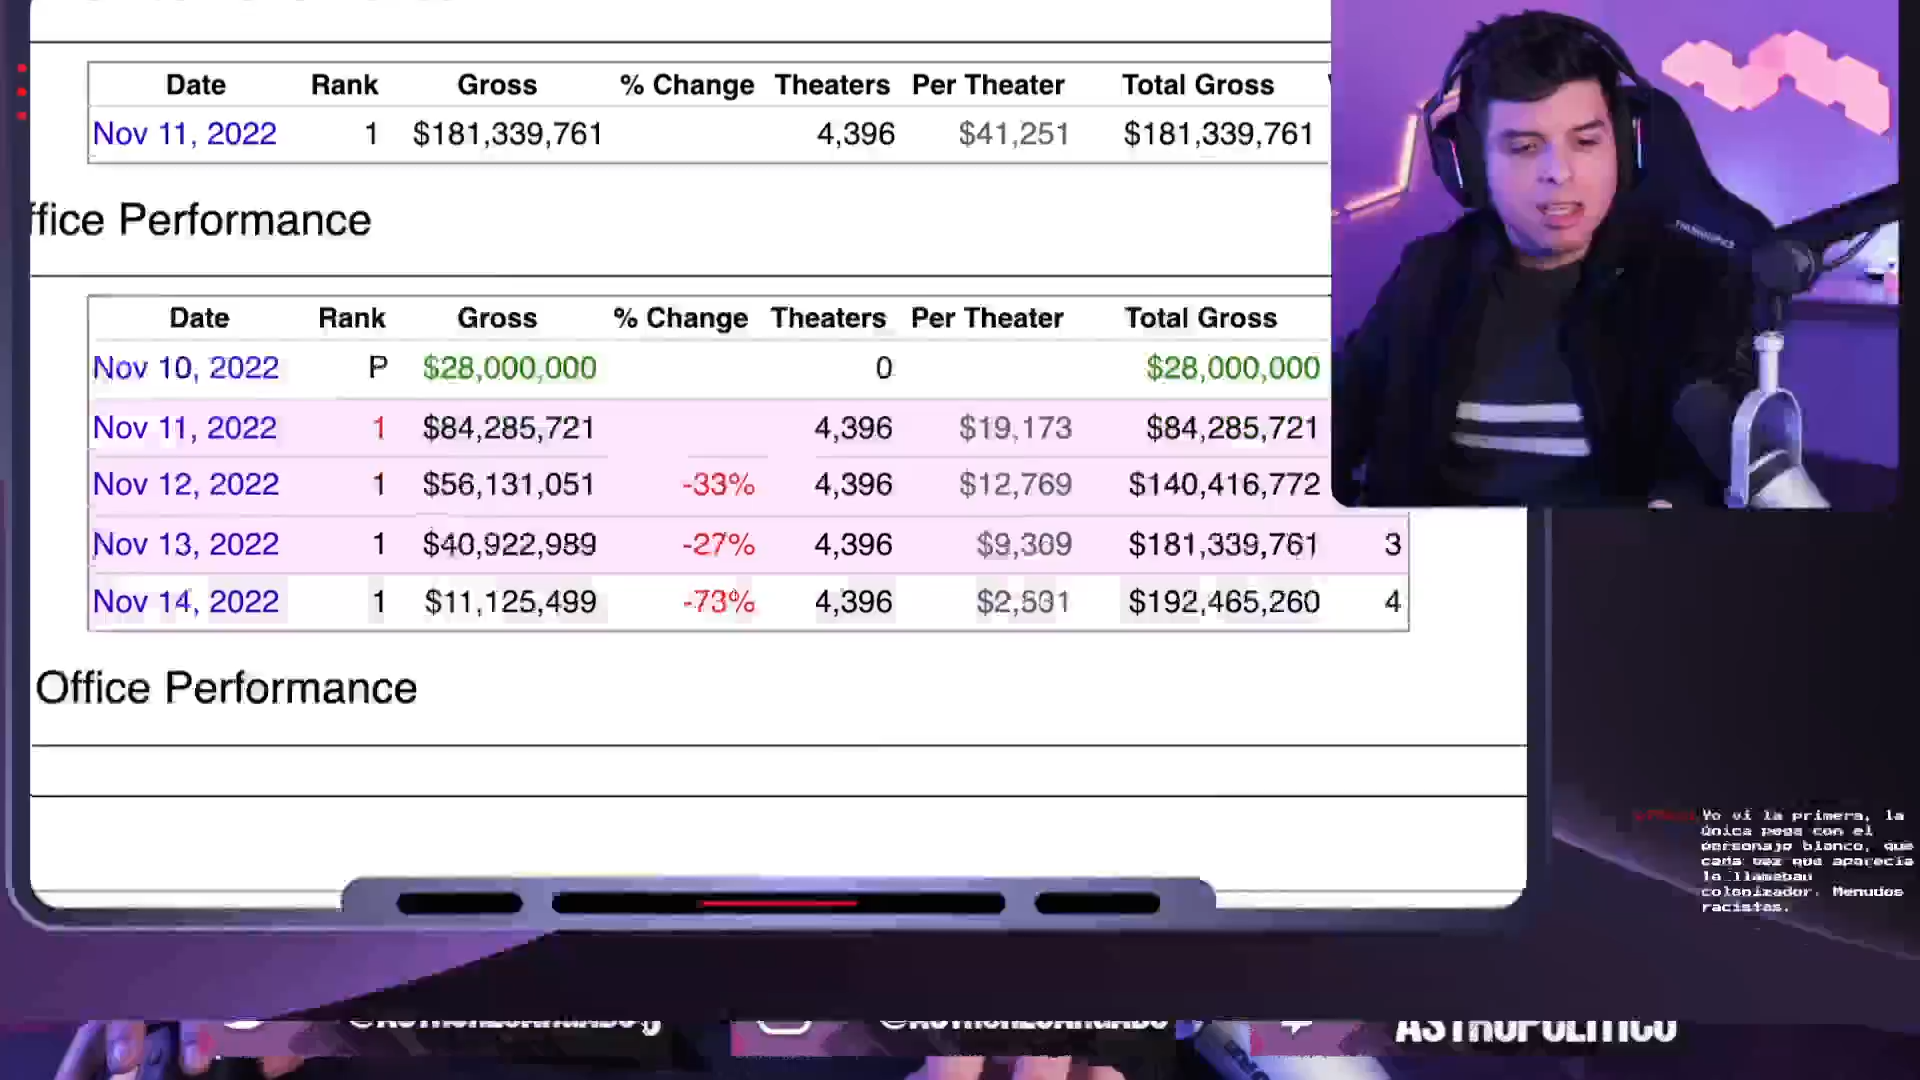 Date Rank Gross % Change Theaters Per Theater Total Gross
Nov 11, 2022 1 $181,339,761 4,396 $41,251 $181,339,761
ffice Performance
Date Rank Gross % Change Theaters Per Theater Total Gross
Nov 10, 2022 P $28,000,000 0 $28,000,000
Nov 11, 2022 1 $84,285,721 4,396 $19,173 $84,285,721
Nov 12, 2022 1 $56,131,051 -33% 4,396 $12,769 $140,416,772
Nov 13, 2022 1 $40,922,989 -27% 4,396 $9,309 $181,339,761 3
Nov 14, 2022 1 $11,125,499 -73% 4,396 $2,531 $192,465,260 4
Office Performance
Yo vi la primera, la
única pega con el
personaje blanco, que
cada vez que aparecía
le llamaban
colonizador. Menudos
racistas.
ASTROPOLITICO